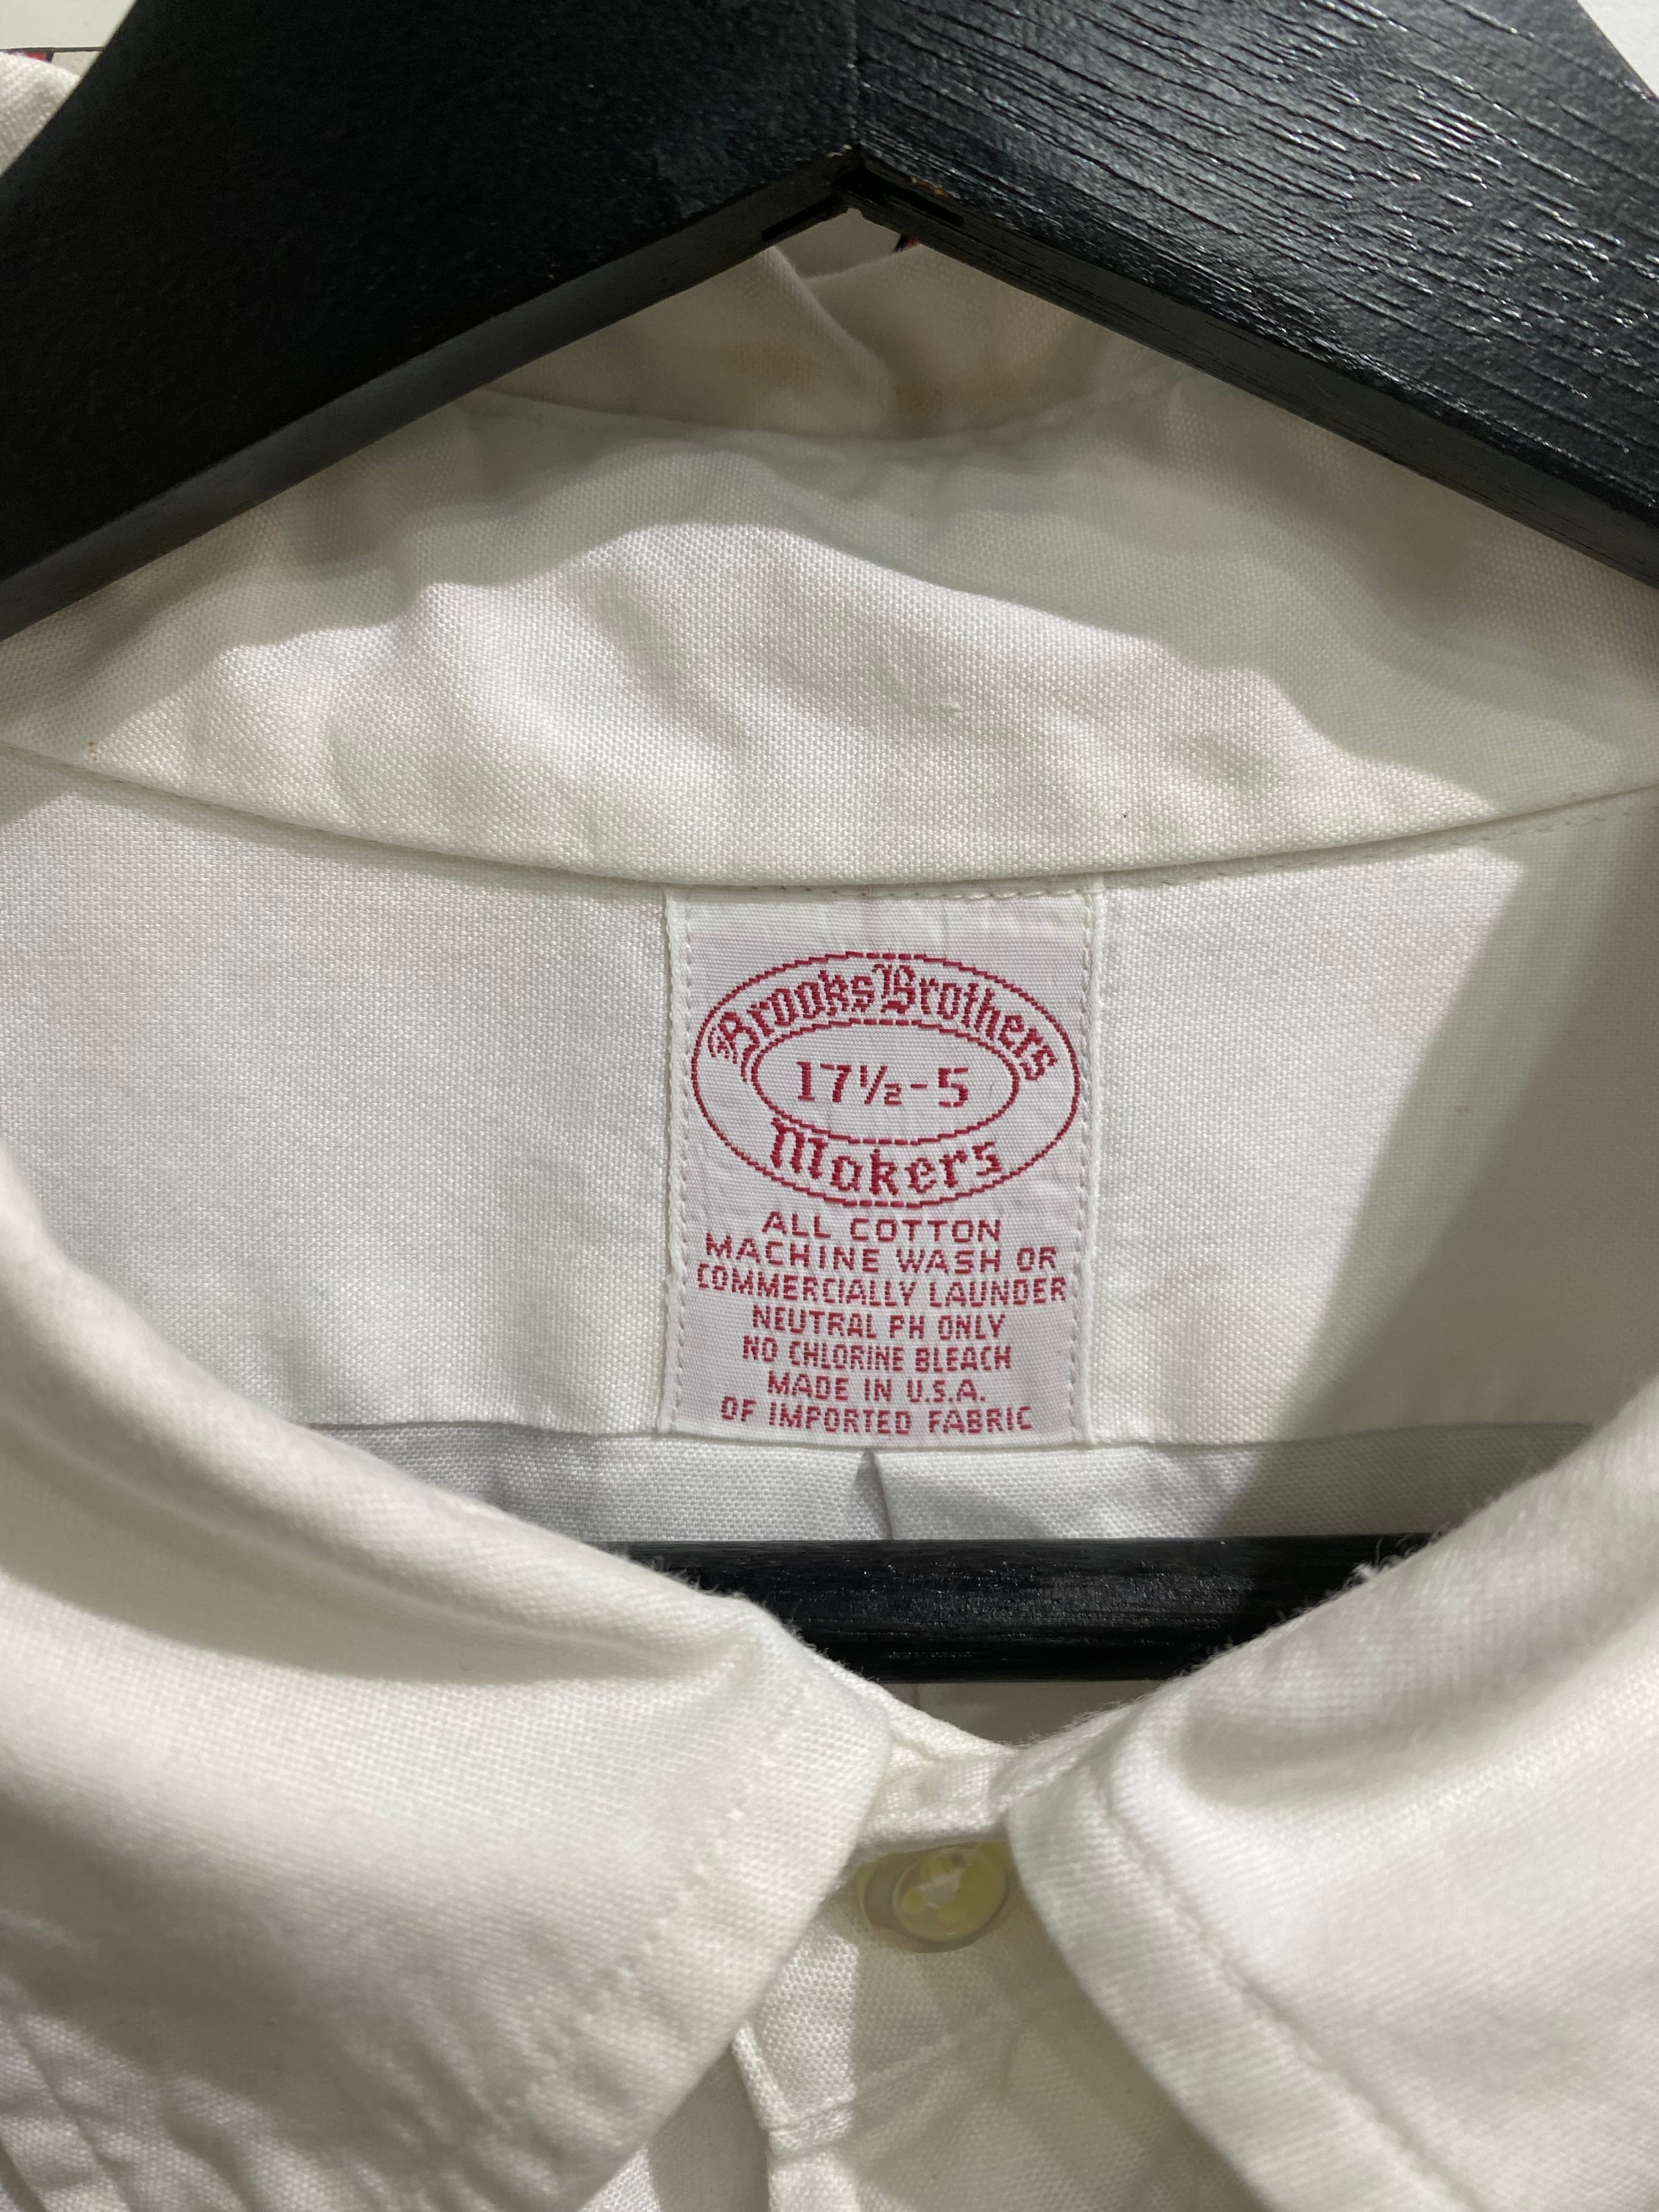 Brooks Brothers
17½-5
Makers
ALL COTTON
MACHINE WASH OR
COMMERCIALLY LAUNDER
NEUTRAL PH ONLY
NO CHLORINE BLEACH
MADE IN U.S.A.
OF IMPORTED FABRIC